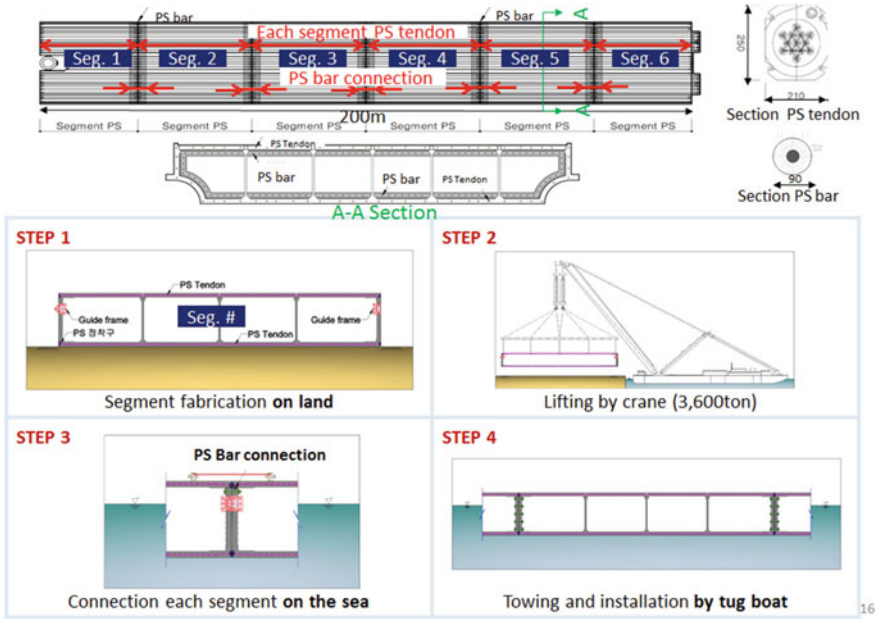 PS bar
PS bar
A
Each segment PS tendon
Seg. 1
Seg. 2
Seg. 3
Seg. 4
Seg. 5
Seg. 6
PS bar connection
A
200m
Segment PS
Segment PS
Segment PS
Segment PS
Segment PS
Segment PS
250
210
Section PS tendon
90
Section PS bar
PS Tendon
PS bar
PS bar
PS Tendon
A-A Section
STEP 1
PS Tendon
Guide frame
Seg. #
Guide frame
PS 정착구
PS Tendon
Segment fabrication on land
STEP 2
Lifting by crane (3,600ton)
STEP 3
PS Bar connection
Connection each segment on the sea
STEP 4
Towing and installation by tug boat
16